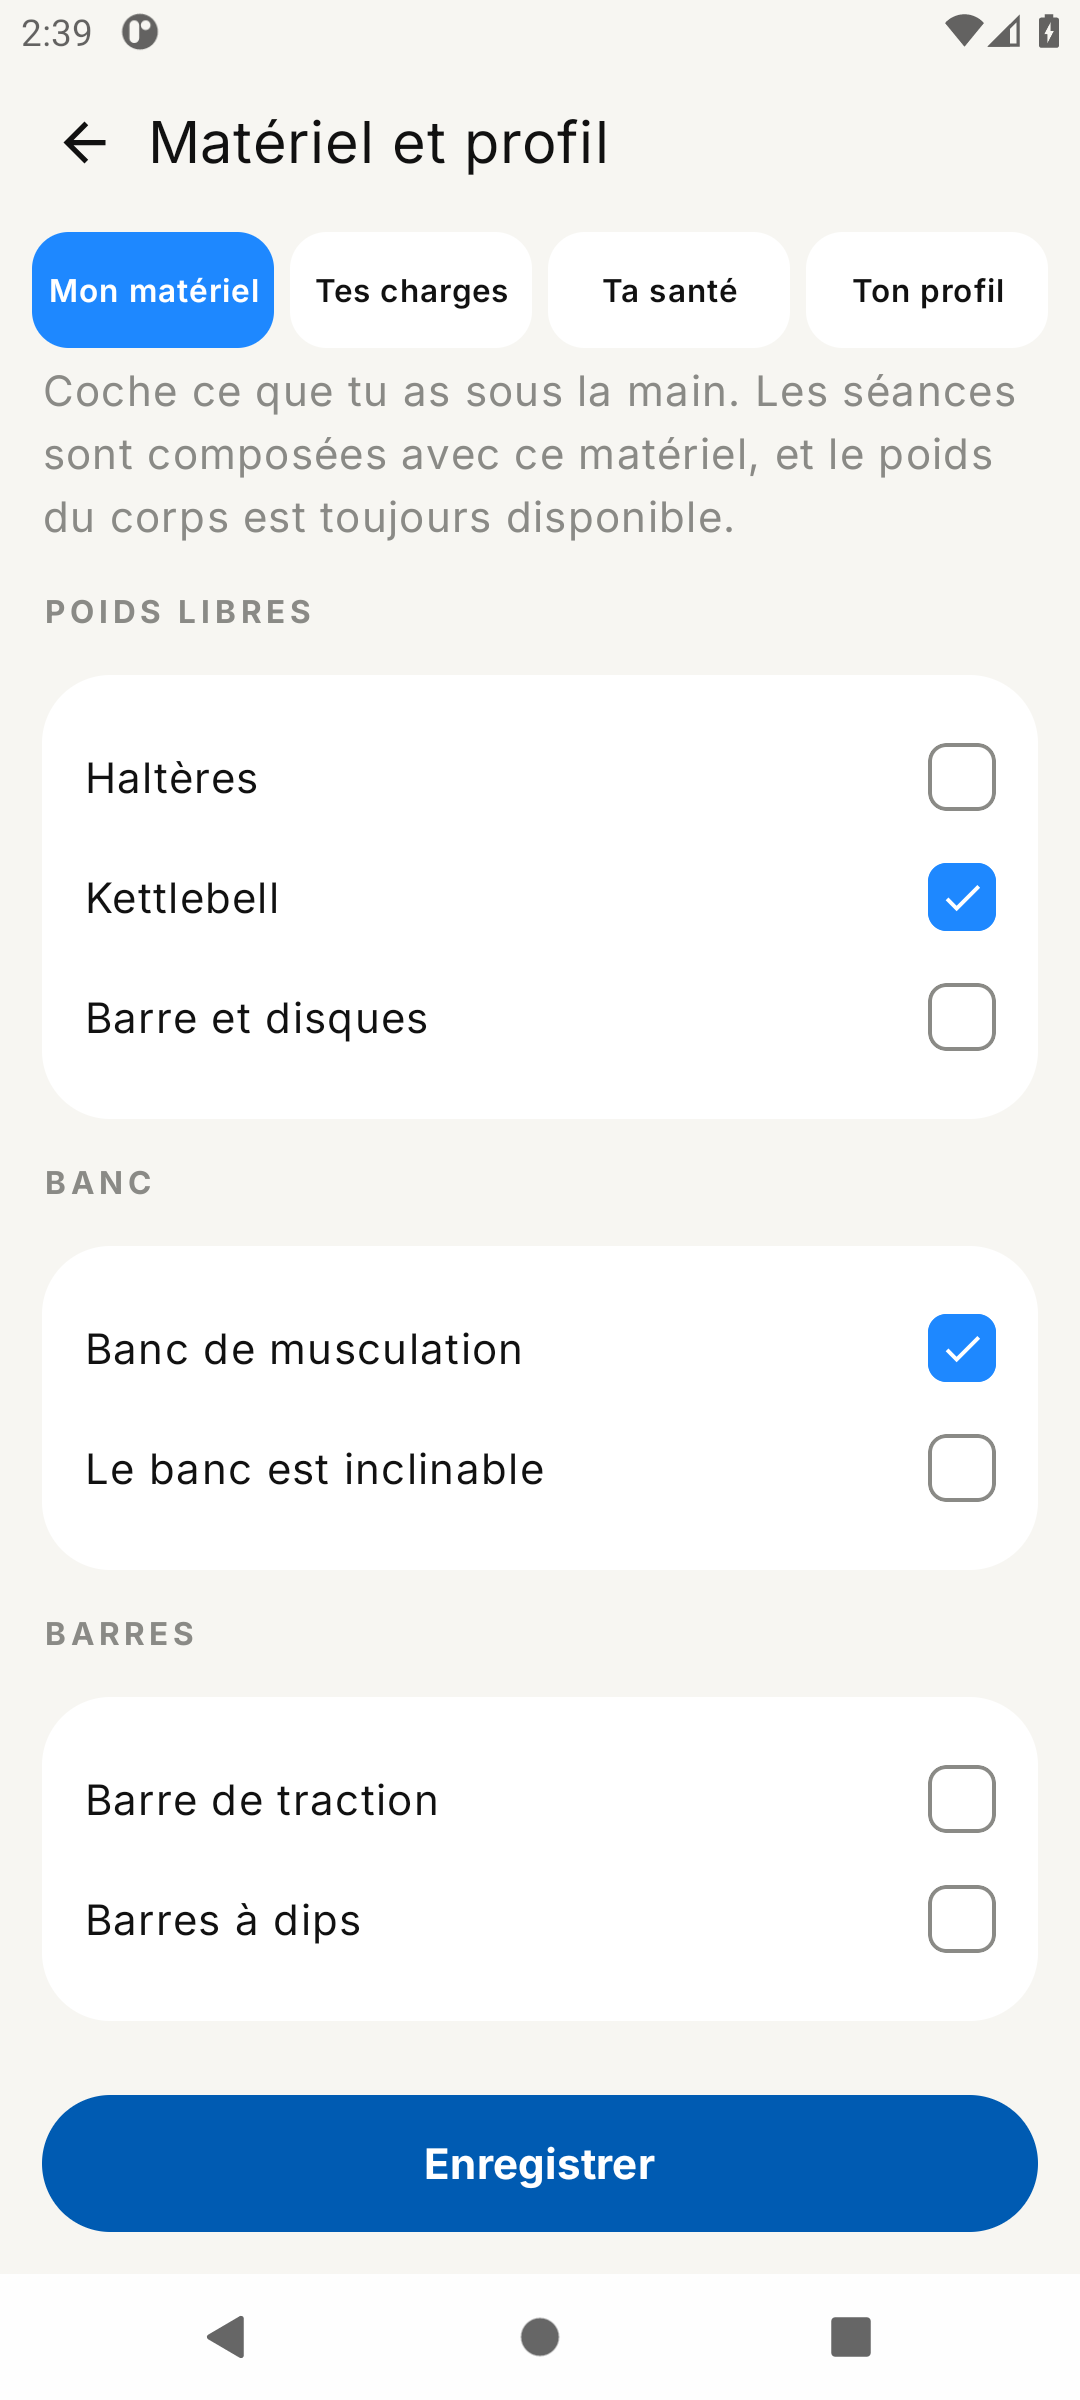 2:39
Matériel et profil
Mon matériel
Tes charges
Ta santé
Ton profil
Coche ce que tu as sous la main. Les séances
sont composées avec ce matériel, et le poids
du corps est toujours disponible.
POIDS LIBRES
Haltères
Kettlebell
Barre et disques
BANC
Banc de musculation
Le banc est inclinable
BARRES
Barre de traction
Barres à dips
Enregistrer